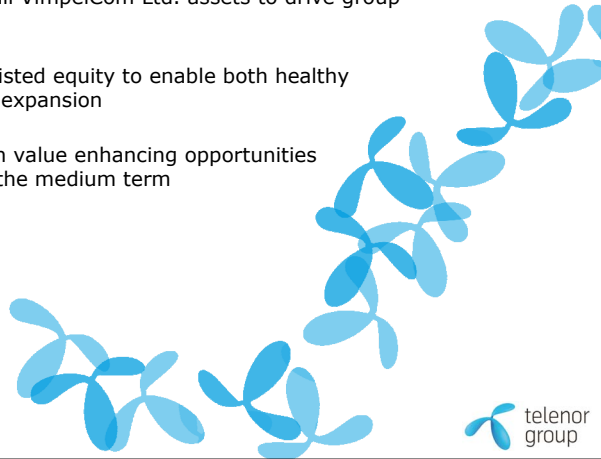 VimpelCom Ltd. assets to drive group
isted equity to enable both healthy
expansion
value enhancing opportunities
the medium term
telenor
group